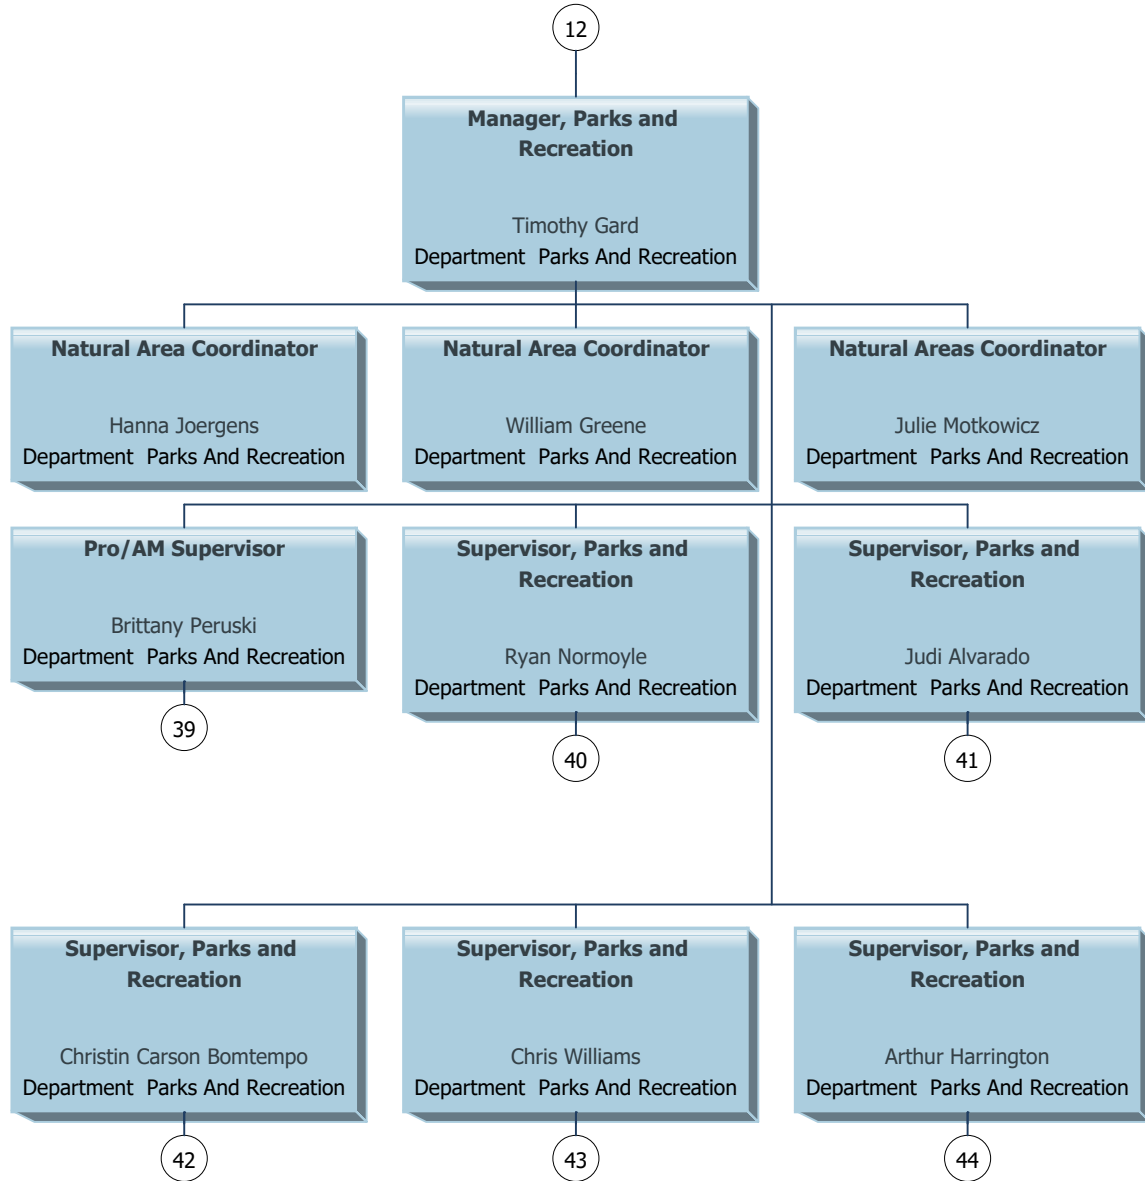 12
Manager, Parks and
Recreation
Timothy Gard
Department  Parks And Recreation
Natural Area Coordinator
Hanna Joergens
Department  Parks And Recreation
Natural Area Coordinator
William Greene
Department  Parks And Recreation
Natural Areas Coordinator
Julie Motkowicz
Department  Parks And Recreation
Pro/AM Supervisor
Brittany Peruski
Department  Parks And Recreation
39
Supervisor, Parks and
Recreation
Ryan Normoyle
Department  Parks And Recreation
40
Supervisor, Parks and
Recreation
Judi Alvarado
Department  Parks And Recreation
41
Supervisor, Parks and
Recreation
Christin Carson Bomtempo
Department  Parks And Recreation
42
Supervisor, Parks and
Recreation
Chris Williams
Department  Parks And Recreation
43
Supervisor, Parks and
Recreation
Arthur Harrington
Department  Parks And Recreation
44